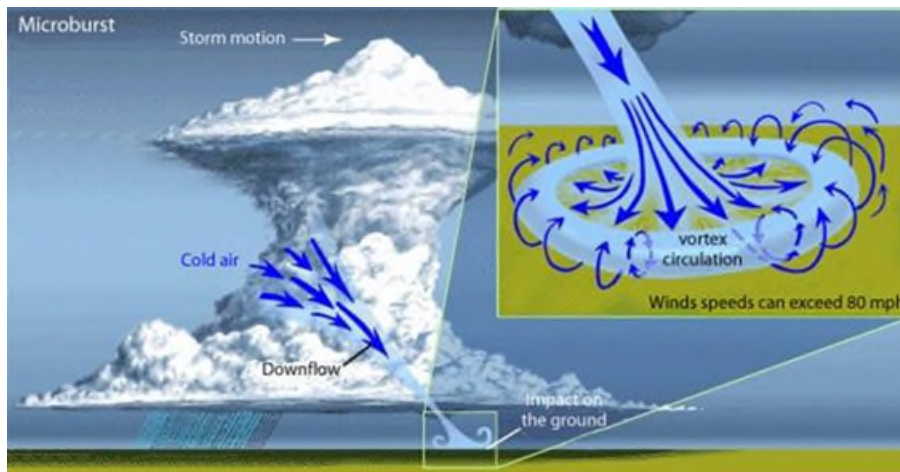 Microburst
Storm motion
Cold air
Downflow
Impact on
the ground
vortex
circulation
Winds speeds can exceed 80 mph